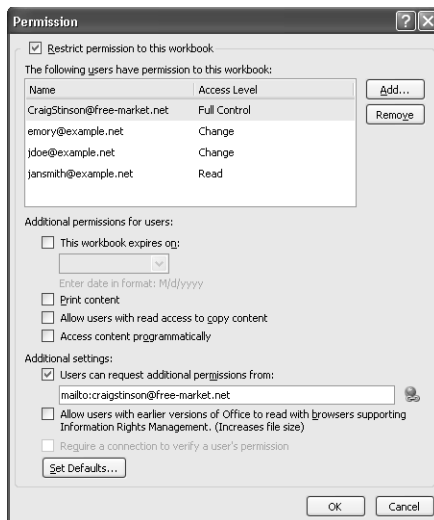 Permission
Restrict permission to this workbook
The following users have permission to this workbook:
Name Access Level
CraigStinson@free-market.net Full Control
emory@example.net Change
jdoe@example.net Change
jansmith@example.net Read
Add...
Remove
Additional permissions for users:
This workbook expires on:
Enter date in format: M/d/yyyy
Print content
Allow users with read access to copy content
Access content programmatically
Additional settings:
Users can request additional permissions from:
mailto:craigstinson@free-market.net
Allow users with earlier versions of Office to read with browsers supporting
Information Rights Management. (Increases file size)
Require a connection to verify a user's permission
Set Defaults...
OK Cancel